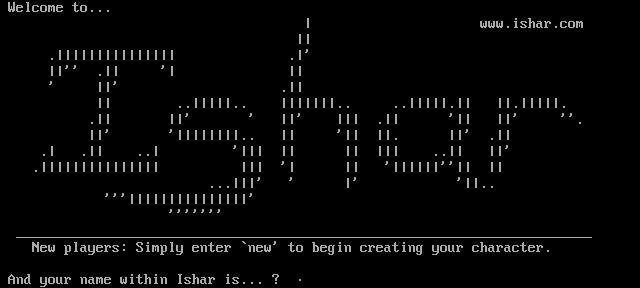 Welcome to...
www.ishar.com
Ishar
New players: Simply enter `new' to begin creating your character.
And your name within Ishar is... ?